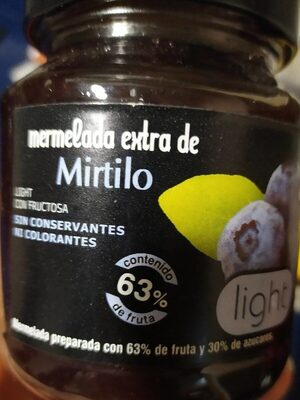 mermelada extra de
Mirtilo
LIGHT
CON FRUCTOSA
SIN CONSERVANTES
NI COLORANTES
contenido
63%
de fruta
light
Mermelada preparada con 63% de fruta y 30% de azúcares.